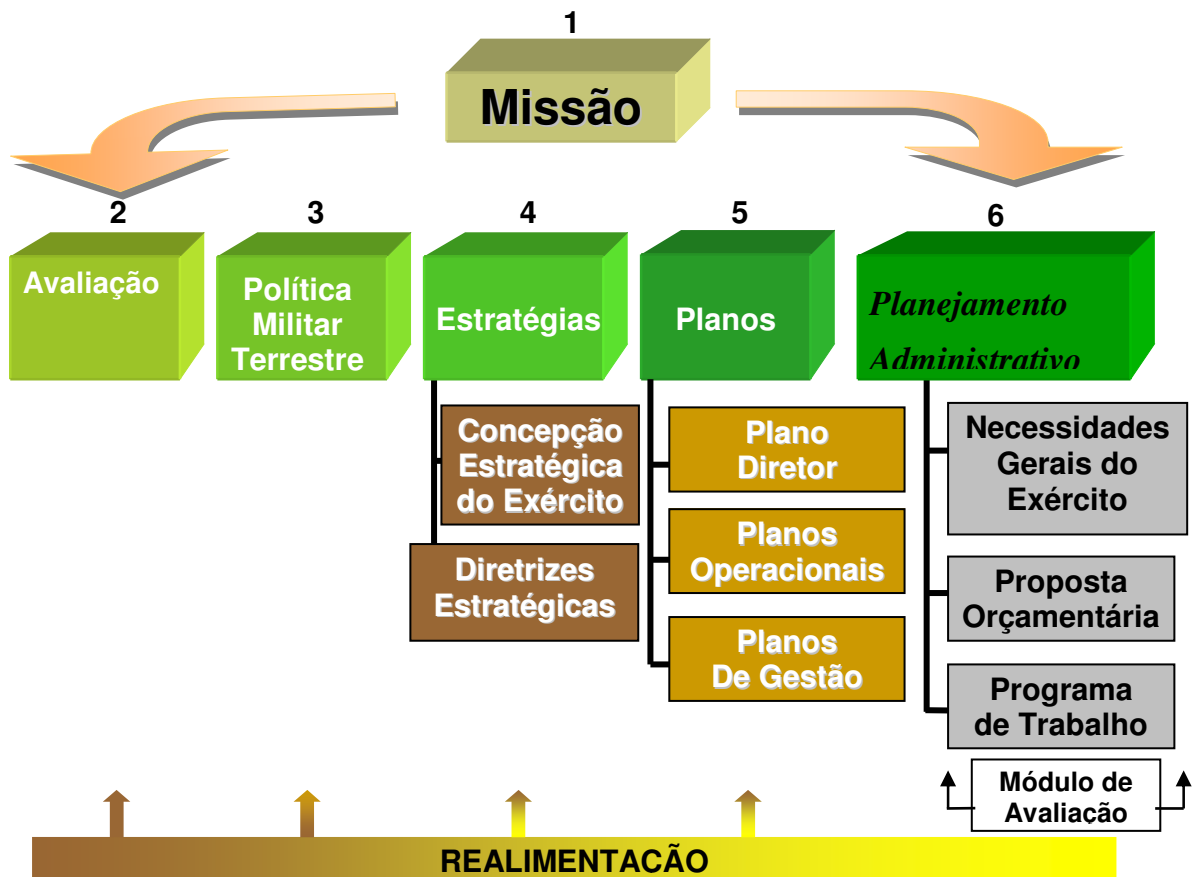 1
Missão
2
3
4
5
6
Avaliação
Política
Militar
Terrestre
Estratégias
Planos
Planejamento
Administrativo
Concepção
Estratégica
do Exército
Diretrizes
Estratégicas
Plano
Diretor
Planos
Operacionais
Planos
De Gestão
Necessidades
Gerais do
Exército
Proposta
Orçamentária
Programa
de Trabalho
Módulo de
Avaliação
REALIMENTACÃO